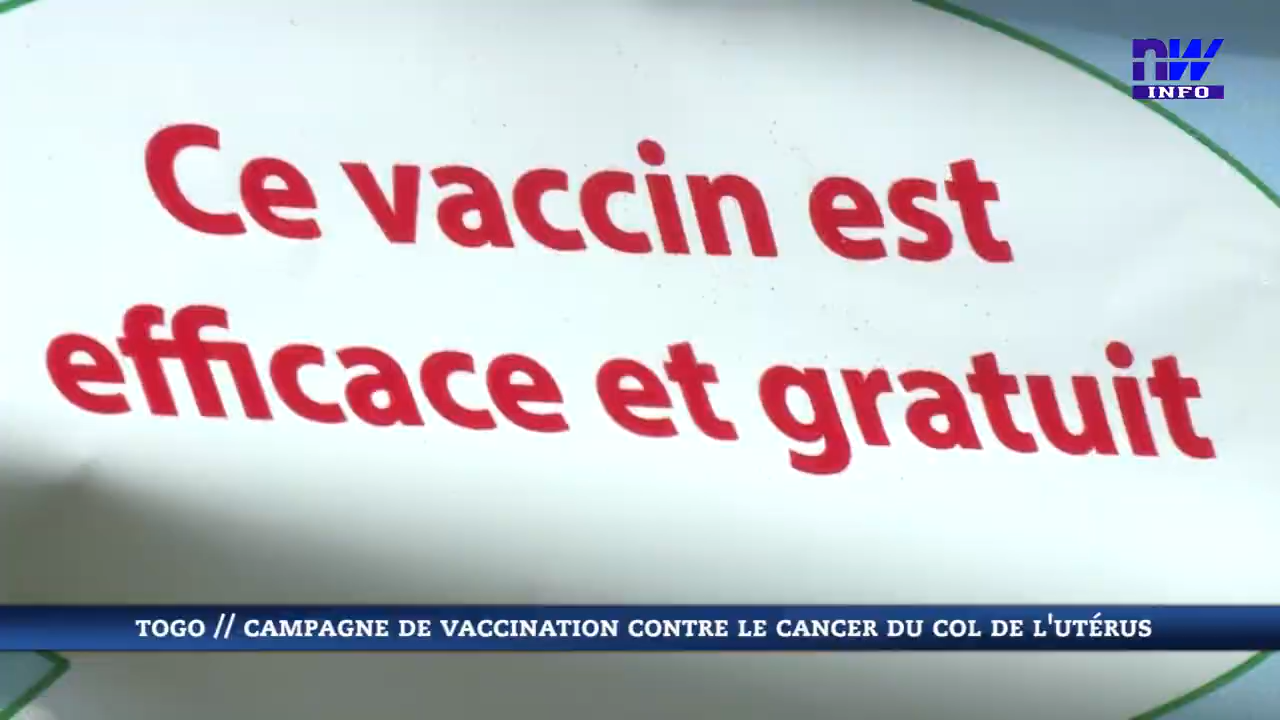 nw
INFO
Ce vaccin est
efficace et gratuit
TOGO // CAMPAGNE DE VACCINATION CONTRE LE CANCER DU COL DE L'UTÉRUS